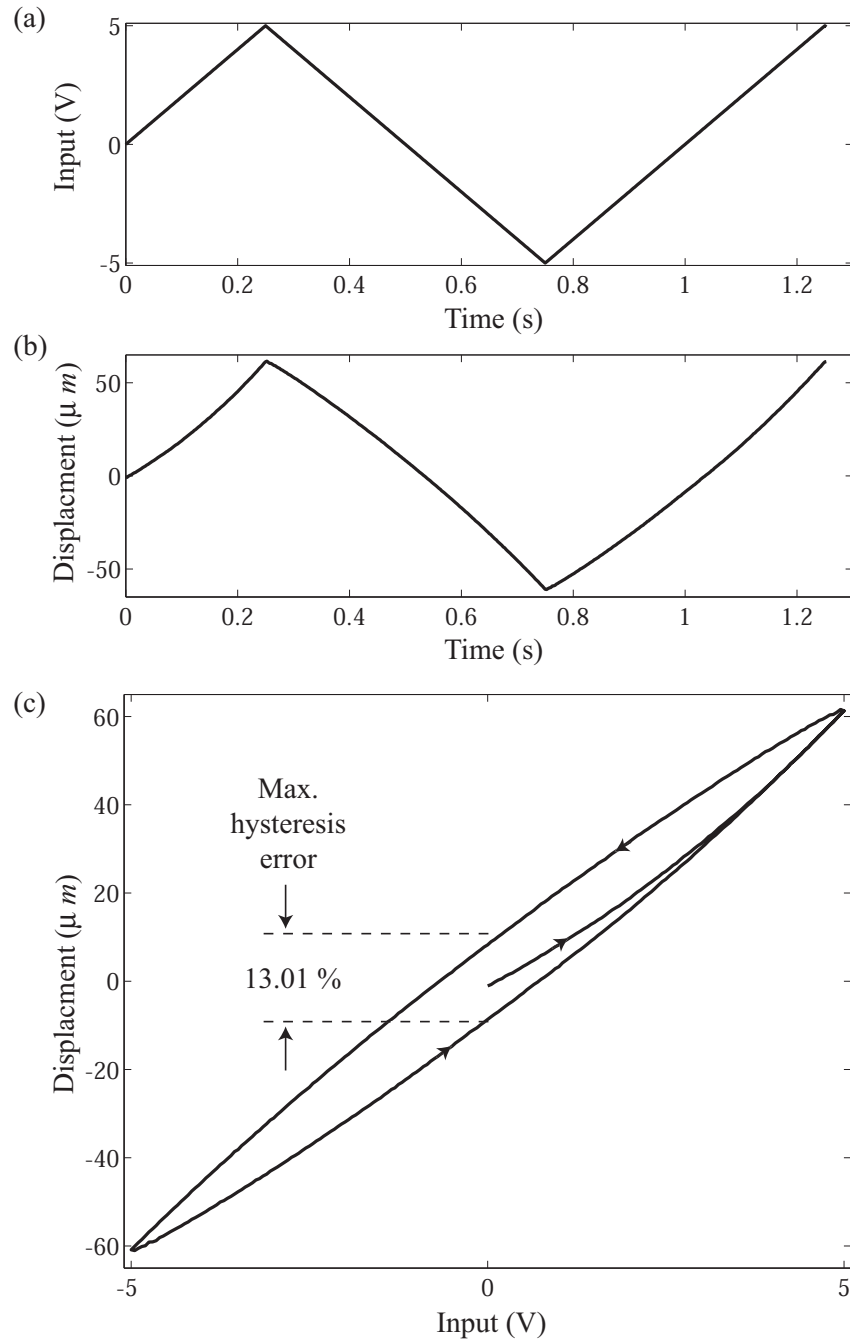 (a)
5
0
-5
Input (V)
0
0.2
0.4
0.6
0.8
1
1.2
Time (s)
(b)
50
0
-50
Displacment (μ m)
0
0.2
0.4
0.6
0.8
1
1.2
Time (s)
(c)
60
40
20
0
-20
-40
-60
Displacment (μ m)
Max.
hysteresis
error
13.01 %
-5
0
5
Input (V)